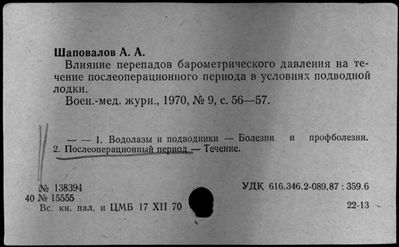 Шаповалов А. А.
Влияние перепадов барометрического давления на те-
чение послеоперационного периода в условиях подводной
лодки.
Воен.-мед. журн., 1970, № 9, с. 56—57.
— — 1. Водолазы и подводники — Болезни и профболезни.
2. Послеоперационный период — Течение.
№ 138394
УДК 616.346.2-089.87 : 359.6
40 № 15555
Вс. кн. пал. и ЦМБ 17 XII 70
22-13